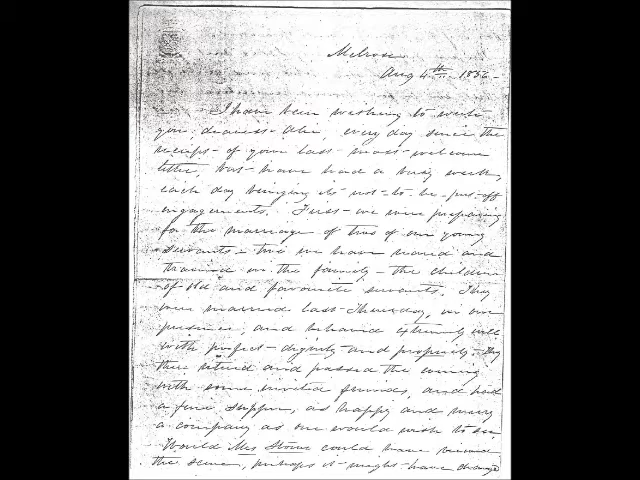 Melrose
Aug 4th 1852-
I have been wishing to write
you, dearest Alice, every day since the
receipt of your last most welcome
letter, but have had a busy week,
each day bringing its not-to-be-put-off
engagements. First we were preparing
for the marriage of two of our young
servants - two we have reared and
trained in the family - the children
of old and favourite servants. They
were married last Thursday, in our
presence, and behaved extremely well
with perfect dignity and propriety. They
then retired and passed the evening
with some invited friends, and had
a fine supper, as happy and merry
a company as one would wish to see.
Would Mrs Stowe could have viewed
the scene, perhaps it might have changed